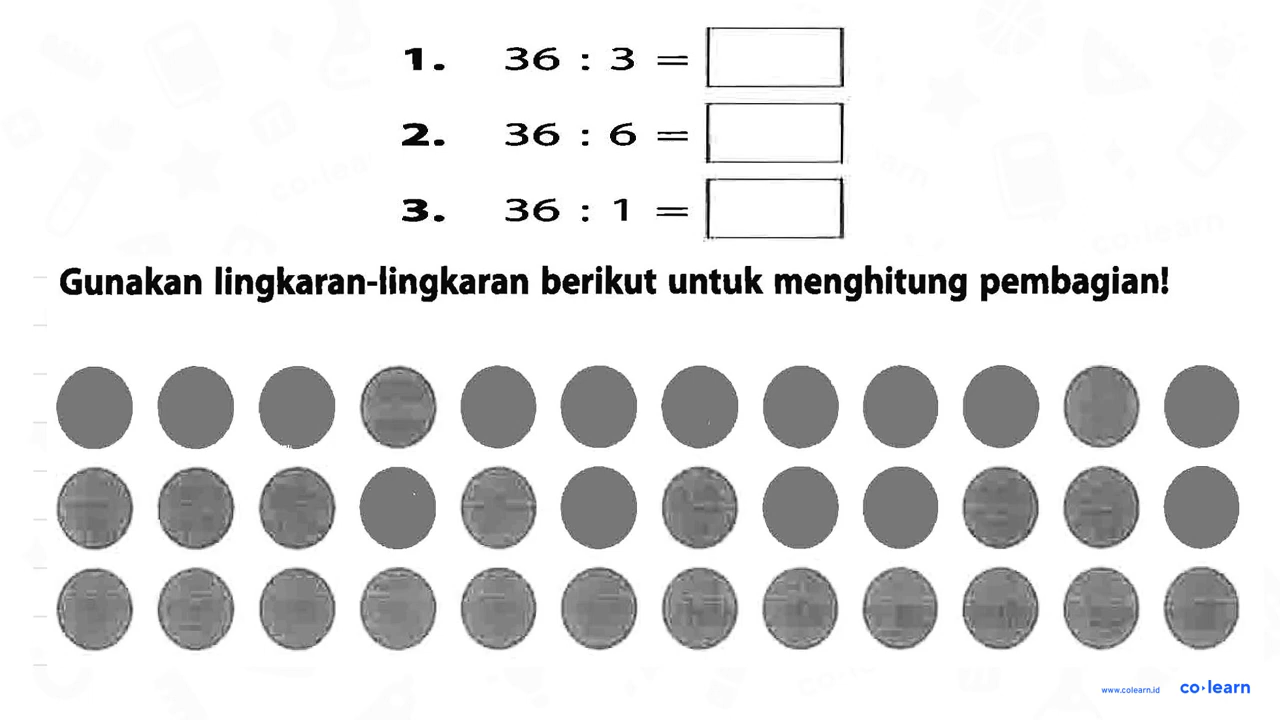 1. 36 : 3 =
2. 36 : 6 =
3. 36 : 1 =
Gunakan lingkaran-lingkaran berikut untuk menghitung pembagian!
www.colearn.id co·learn